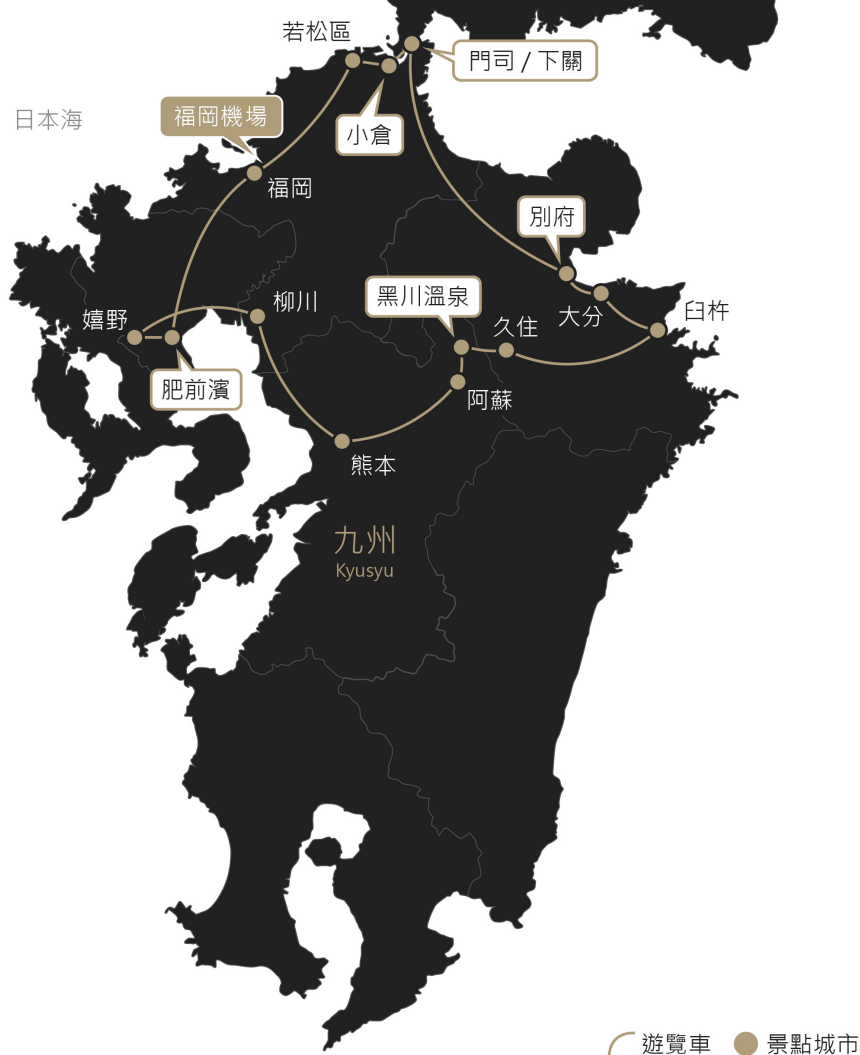 若松區
門司 / 下關
日本海
福岡機場
小倉
福岡
別府
黑川溫泉
柳川
嬉野
久住
大分
臼杵
肥前濱
阿蘇
熊本
九州
Kyusyu
遊覽車
景點城市